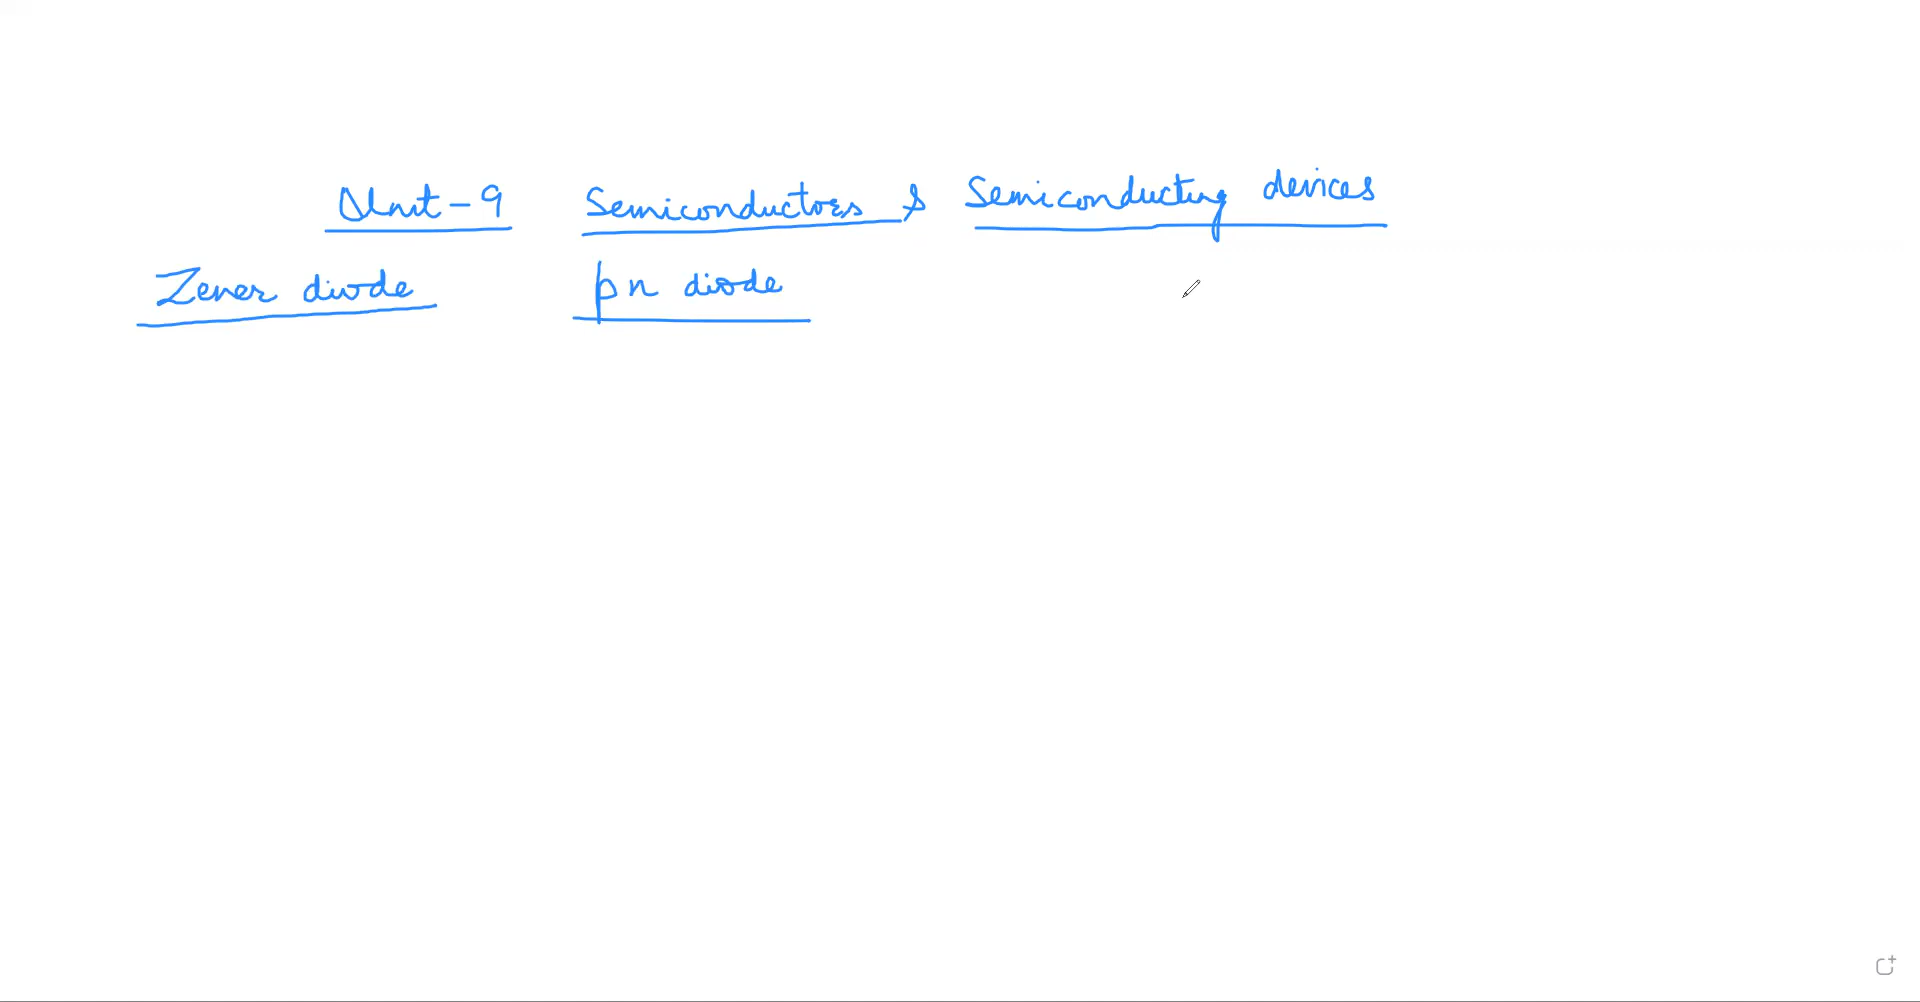 Unit-9 Semiconductors & Semiconducting devices
Zener diode pn diode